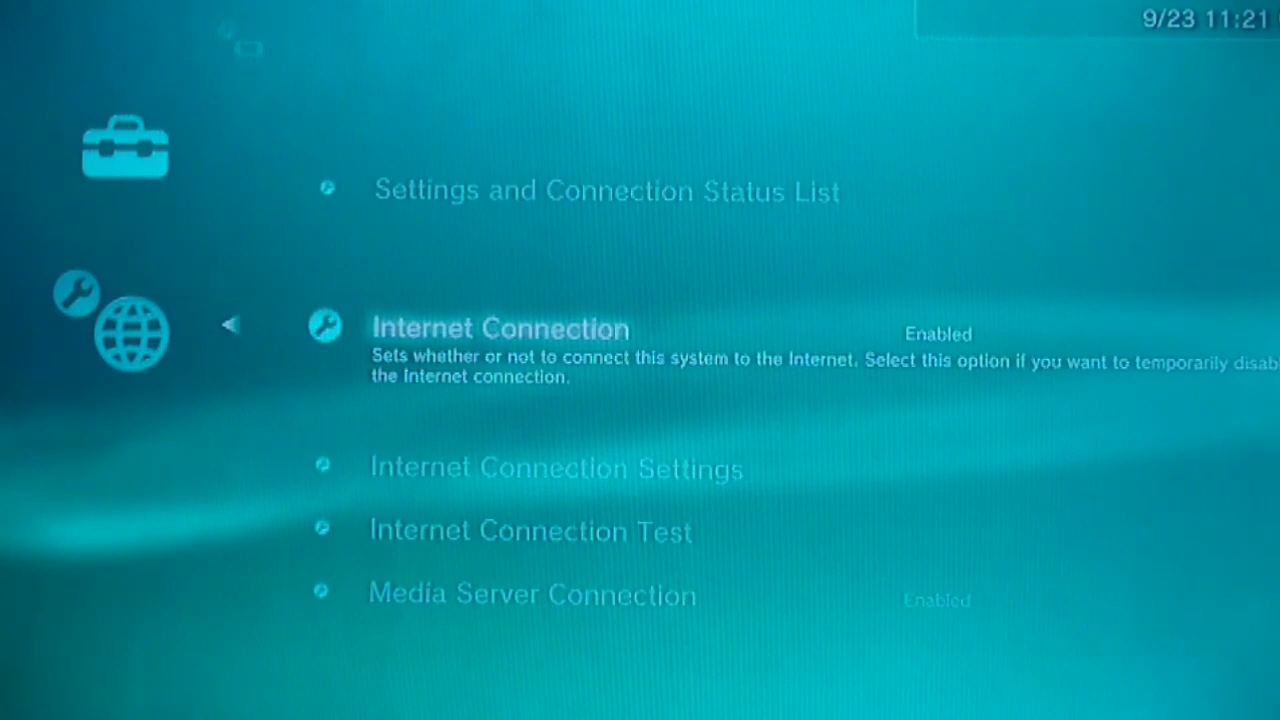 9/23 11:21
Settings and Connection Status List
Internet Connection Enabled
Sets whether or not to connect this system to the Internet. Select this option if you want to temporarily disab
the Internet connection.
Internet Connection Settings
Internet Connection Test
Media Server Connection Enabled